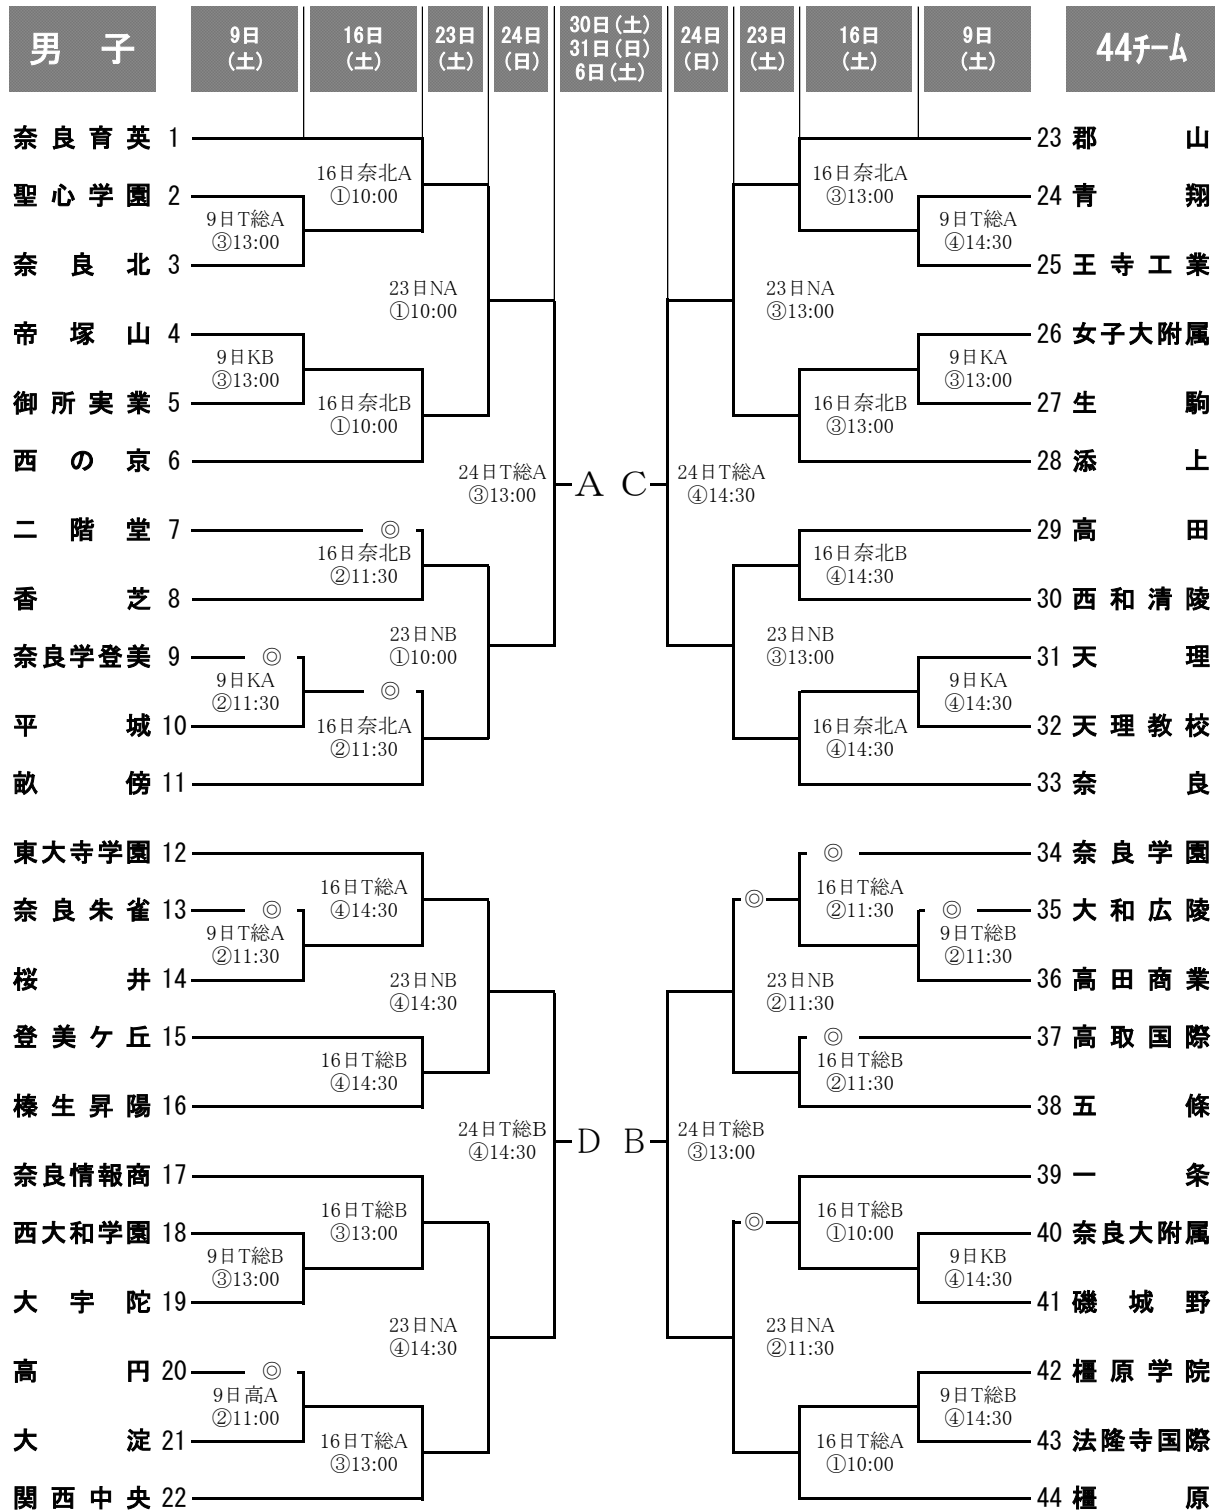 男 子
9日
(土)
16日
(土)
23日
(土)
24日
(日)
30日(土)
31日(日)
6日(土)
24日
(日)
23日
(土)
16日
(土)
9日
(土)
44ﾁｰﾑ
奈良育英 1
聖心学園 2
奈良北 3
帝塚山 4
御所実業 5
西の京 6
二階堂 7
香芝 8
奈良学登美 9
平城 10
畝傍 11
16日奈北A
①10:00
9日T総A
③13:00
23日NA
①10:00
9日KB
③13:00
16日奈北B
①10:00
24日T総A
③13:00
◎
16日奈北B
②11:30
23日NB
①10:00
◎
9日KA
②11:30
◎
16日奈北A
②11:30
A C
23 郡山
24 青翔
25 王寺工業
26 女子大附属
27 生駒
28 添上
29 高田
30 西和清陵
31 天理
32 天理教校
33 奈良
16日奈北A
③13:00
9日T総A
④14:30
23日NA
③13:00
9日KA
③13:00
16日奈北B
③13:00
24日T総A
④14:30
16日奈北B
④14:30
23日NB
③13:00
9日KA
④14:30
16日奈北A
④14:30
東大寺学園 12
奈良朱雀 13
桜井 14
登美ケ丘 15
榛生昇陽 16
奈良情報商 17
西大和学園 18
大宇陀 19
高円 20
大淀 21
関西中央 22
16日T総A
④14:30
◎
9日T総A
②11:30
23日NB
④14:30
16日T総B
④14:30
24日T総B
④14:30
16日T総B
③13:00
9日T総B
③13:00
23日NA
④14:30
◎
9日高A
②11:00
16日T総A
③13:00
D B
34 奈良学園
35 大和広陵
36 高田商業
37 高取国際
38 五條
39 一条
40 奈良大附属
41 磯城野
42 橿原学院
43 法隆寺国際
44 橿原
◎
◎
16日T総A
②11:30
◎
9日T総B
②11:30
23日NB
②11:30
◎
16日T総B
②11:30
24日T総B
③13:00
◎
16日T総B
①10:00
9日KB
④14:30
23日NA
②11:30
9日T総B
④14:30
16日T総A
①10:00